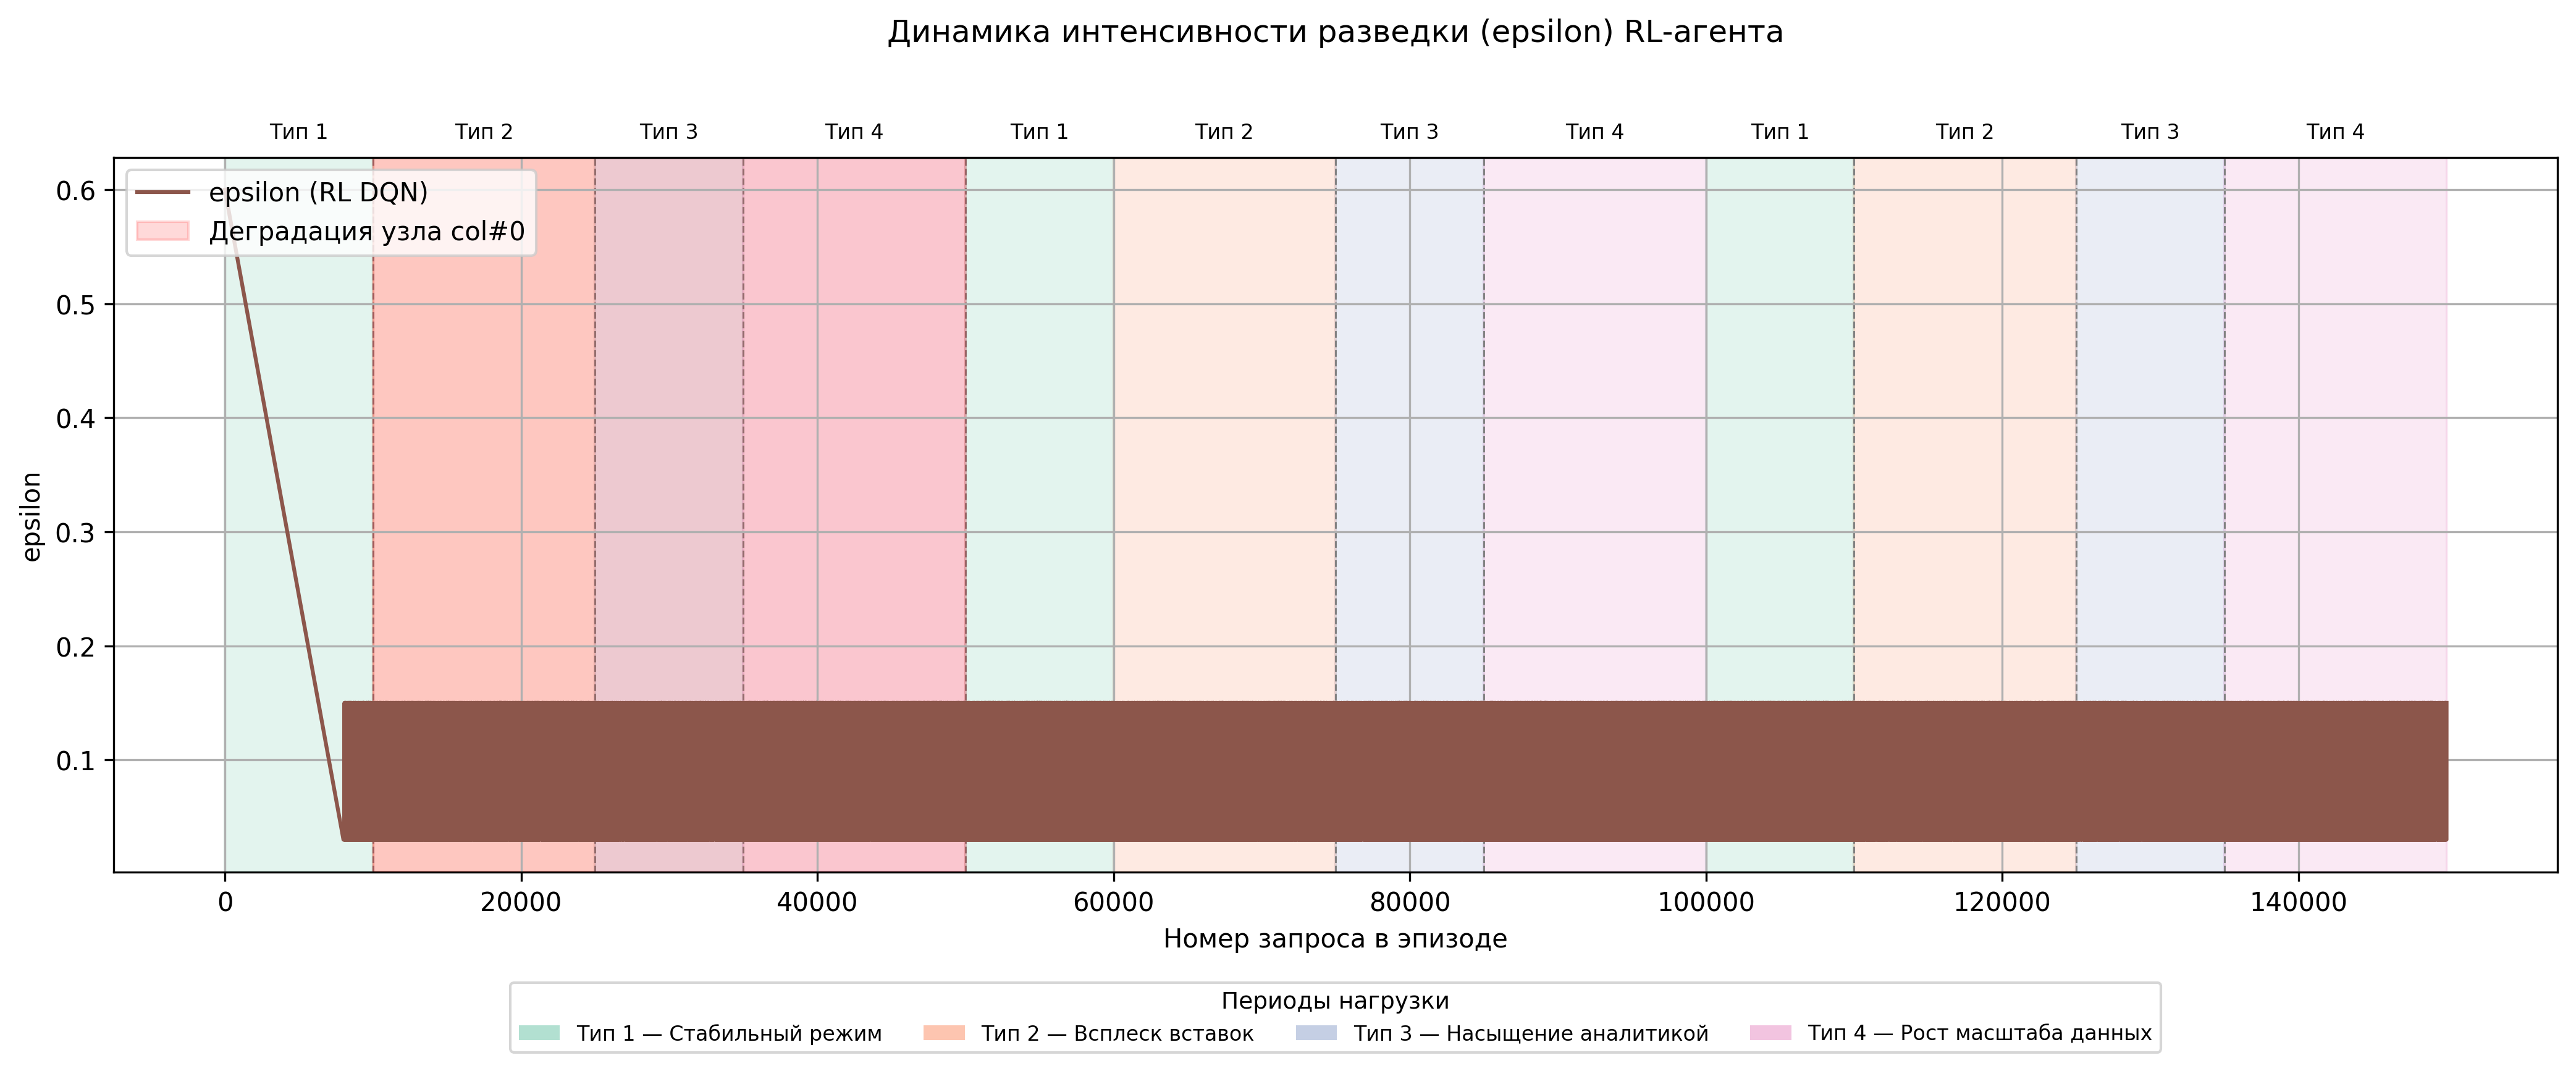 Динамика интенсивности разведки (epsilon) RL-агента
Тип 1 Тип 2 Тип 3 Тип 4 Тип 1 Тип 2 Тип 3 Тип 4 Тип 1 Тип 2 Тип 3 Тип 4
epsilon (RL DQN)
Деградация узла col#0
0.6
0.5
0.4
0.3
0.2
0.1
epsilon
0 20000 40000 60000 80000 100000 120000 140000
Номер запроса в эпизоде
Периоды нагрузки
Тип 1 — Стабильный режим Тип 2 — Всплеск вставок Тип 3 — Насыщение аналитикой Тип 4 — Рост масштаба данных